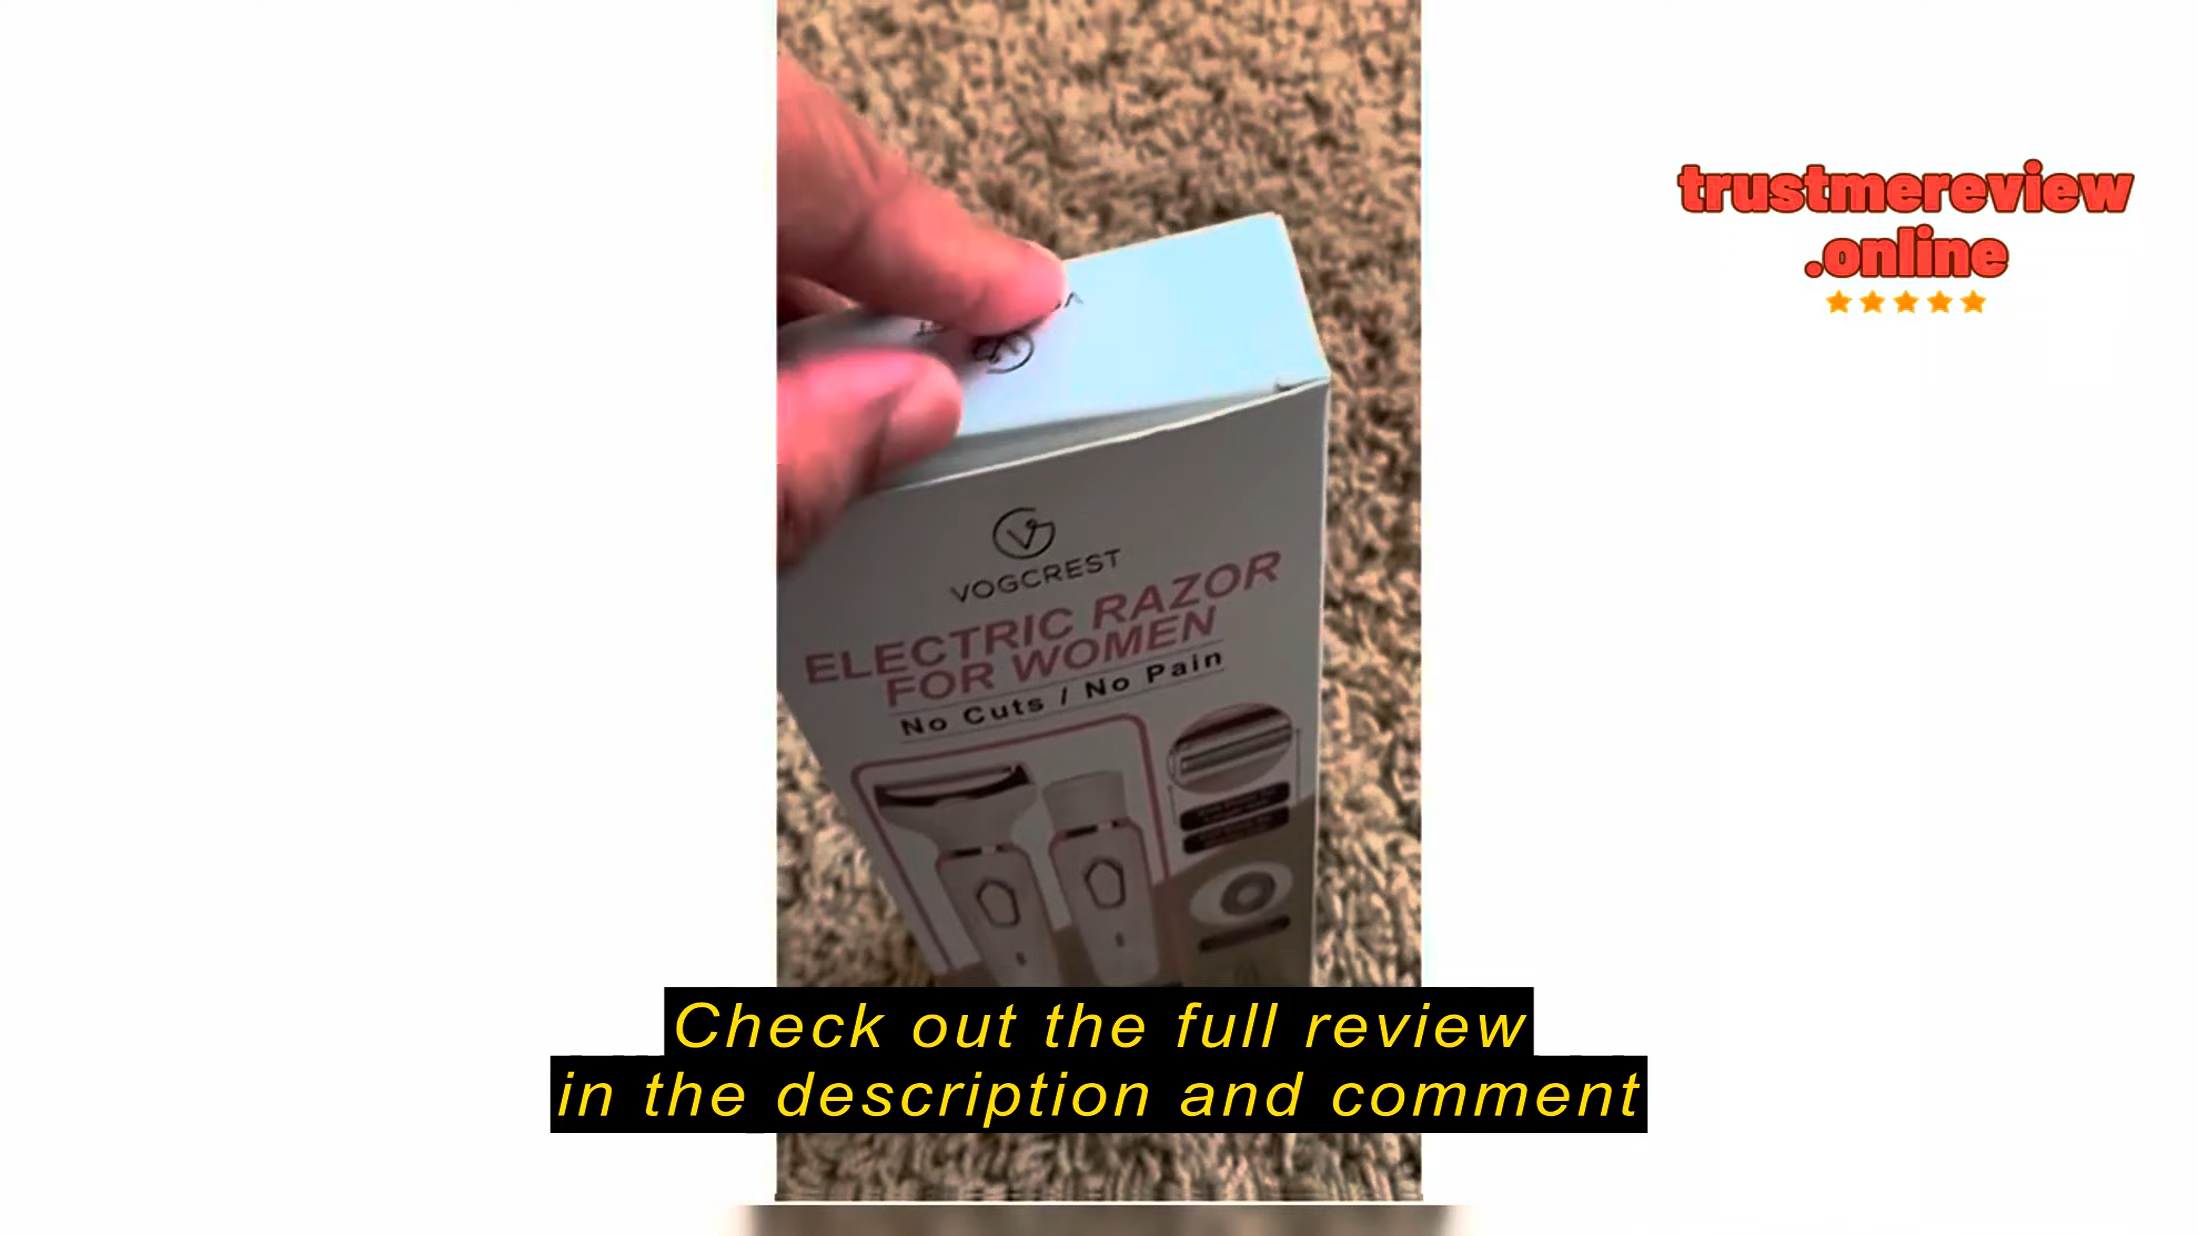 trustmereview
.online
VOGCREST
ELECTRIC RAZOR
FOR WOMEN
No Cuts / No Pain
Check out the full review
in the description and comment